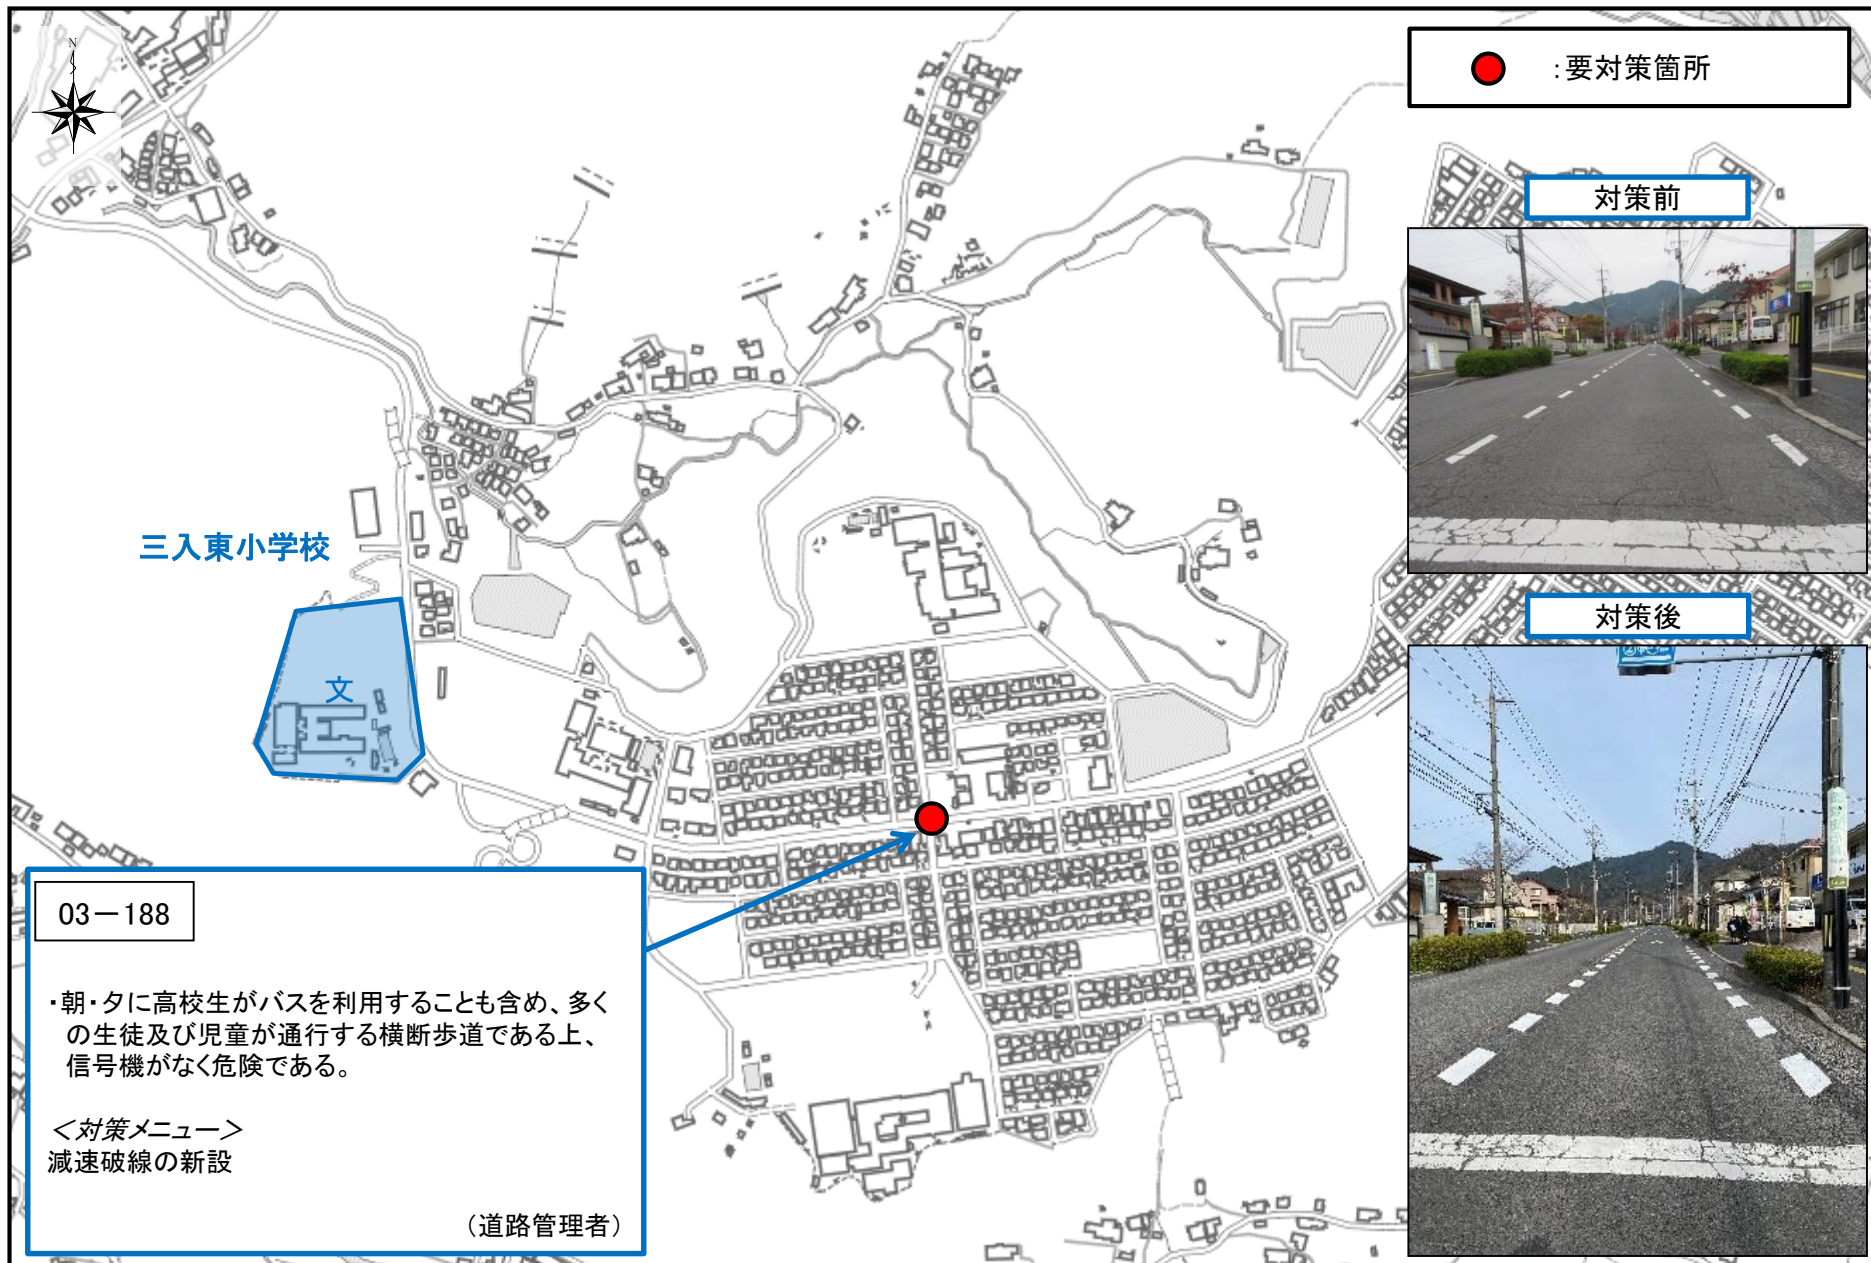 N
:要対策箇所
対策前
三入東小学校
文
対策後
03－188
・朝・夕に高校生がバスを利用することも含め、多く
の生徒及び児童が通行する横断歩道である上、
信号機がなく危険である。
＜対策メニュー＞
減速破線の新設
（道路管理者）